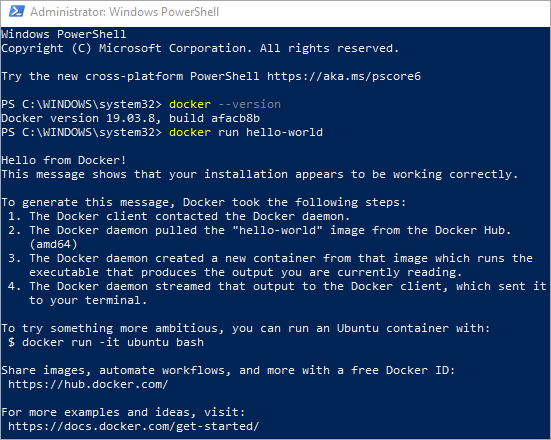 Administrator: Windows PowerShell
Windows PowerShell
Copyright (C) Microsoft Corporation. All rights reserved.
Try the new cross-platform PowerShell https://aka.ms/pscore6
PS C:\WINDOWS\system32> docker --version
Docker version 19.03.8, build afacb8b
PS C:\WINDOWS\system32> docker run hello-world
Hello from Docker!
This message shows that your installation appears to be working correctly.
To generate this message, Docker took the following steps:
1. The Docker client contacted the Docker daemon.
2. The Docker daemon pulled the "hello-world" image from the Docker Hub.
(amd64)
3. The Docker daemon created a new container from that image which runs the
executable that produces the output you are currently reading.
4. The Docker daemon streamed that output to the Docker client, which sent it
to your terminal.
To try something more ambitious, you can run an Ubuntu container with:
$ docker run -it ubuntu bash
Share images, automate workflows, and more with a free Docker ID:
https://hub.docker.com/
For more examples and ideas, visit:
https://docs.docker.com/get-started/